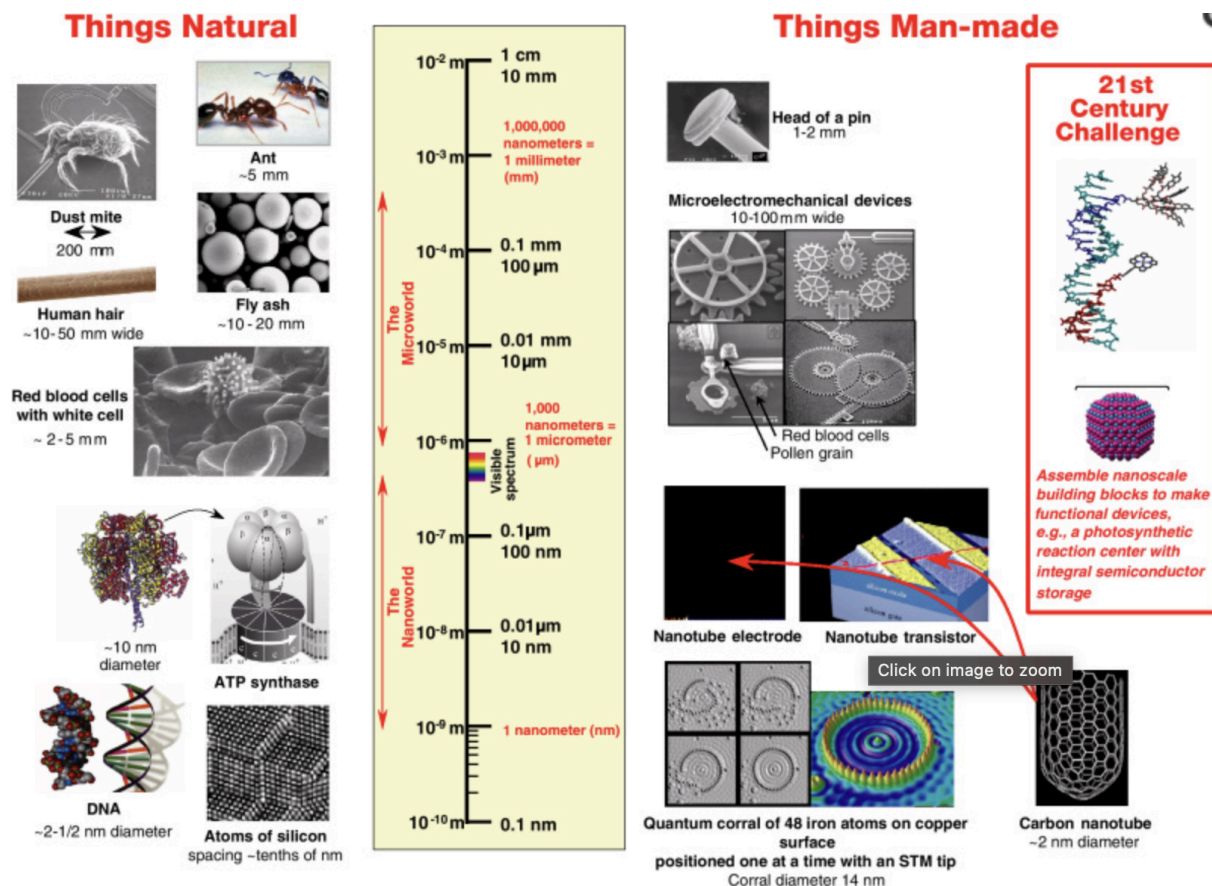 Things Natural
Things Man-made
Dust mite
200 mm
Ant
~5 mm
Human hair
~10-50 mm wide
Fly ash
~10-20 mm
Red blood cells
with white cell
~ 2-5 mm
~10 nm
diameter
ATP synthase
DNA
~2-1/2 nm diameter
Atoms of silicon
spacing ~tenths of nm
10-2 m
1 cm
10 mm
1,000,000
nanometers =
1 millimeter
(mm)
10-3 m
10-4 m
0.1 mm
100 µm
The
Microworld
10-5 m
0.01 mm
10 µm
1,000
nanometers =
1 micrometer
(µm)
10-6 m
Visible
spectrum
10-7 m
0.1 µm
100 nm
The
Nanoworld
10-8 m
0.01 µm
10 nm
10-9 m
1 nanometer (nm)
10-10 m
0.1 nm
Head of a pin
1-2 mm
Microelectromechanical devices
10-100 mm wide
Red blood cells
Pollen grain
Nanotube electrode
Nanotube transistor
Click on image to zoom
Quantum corral of 48 iron atoms on copper
surface
positioned one at a time with an STM tip
Corral diameter 14 nm
Carbon nanotube
~2 nm diameter
21st
Century
Challenge
Assemble nanoscale
building blocks to make
functional devices,
e.g., a photosynthetic
reaction center with
integral semiconductor
storage